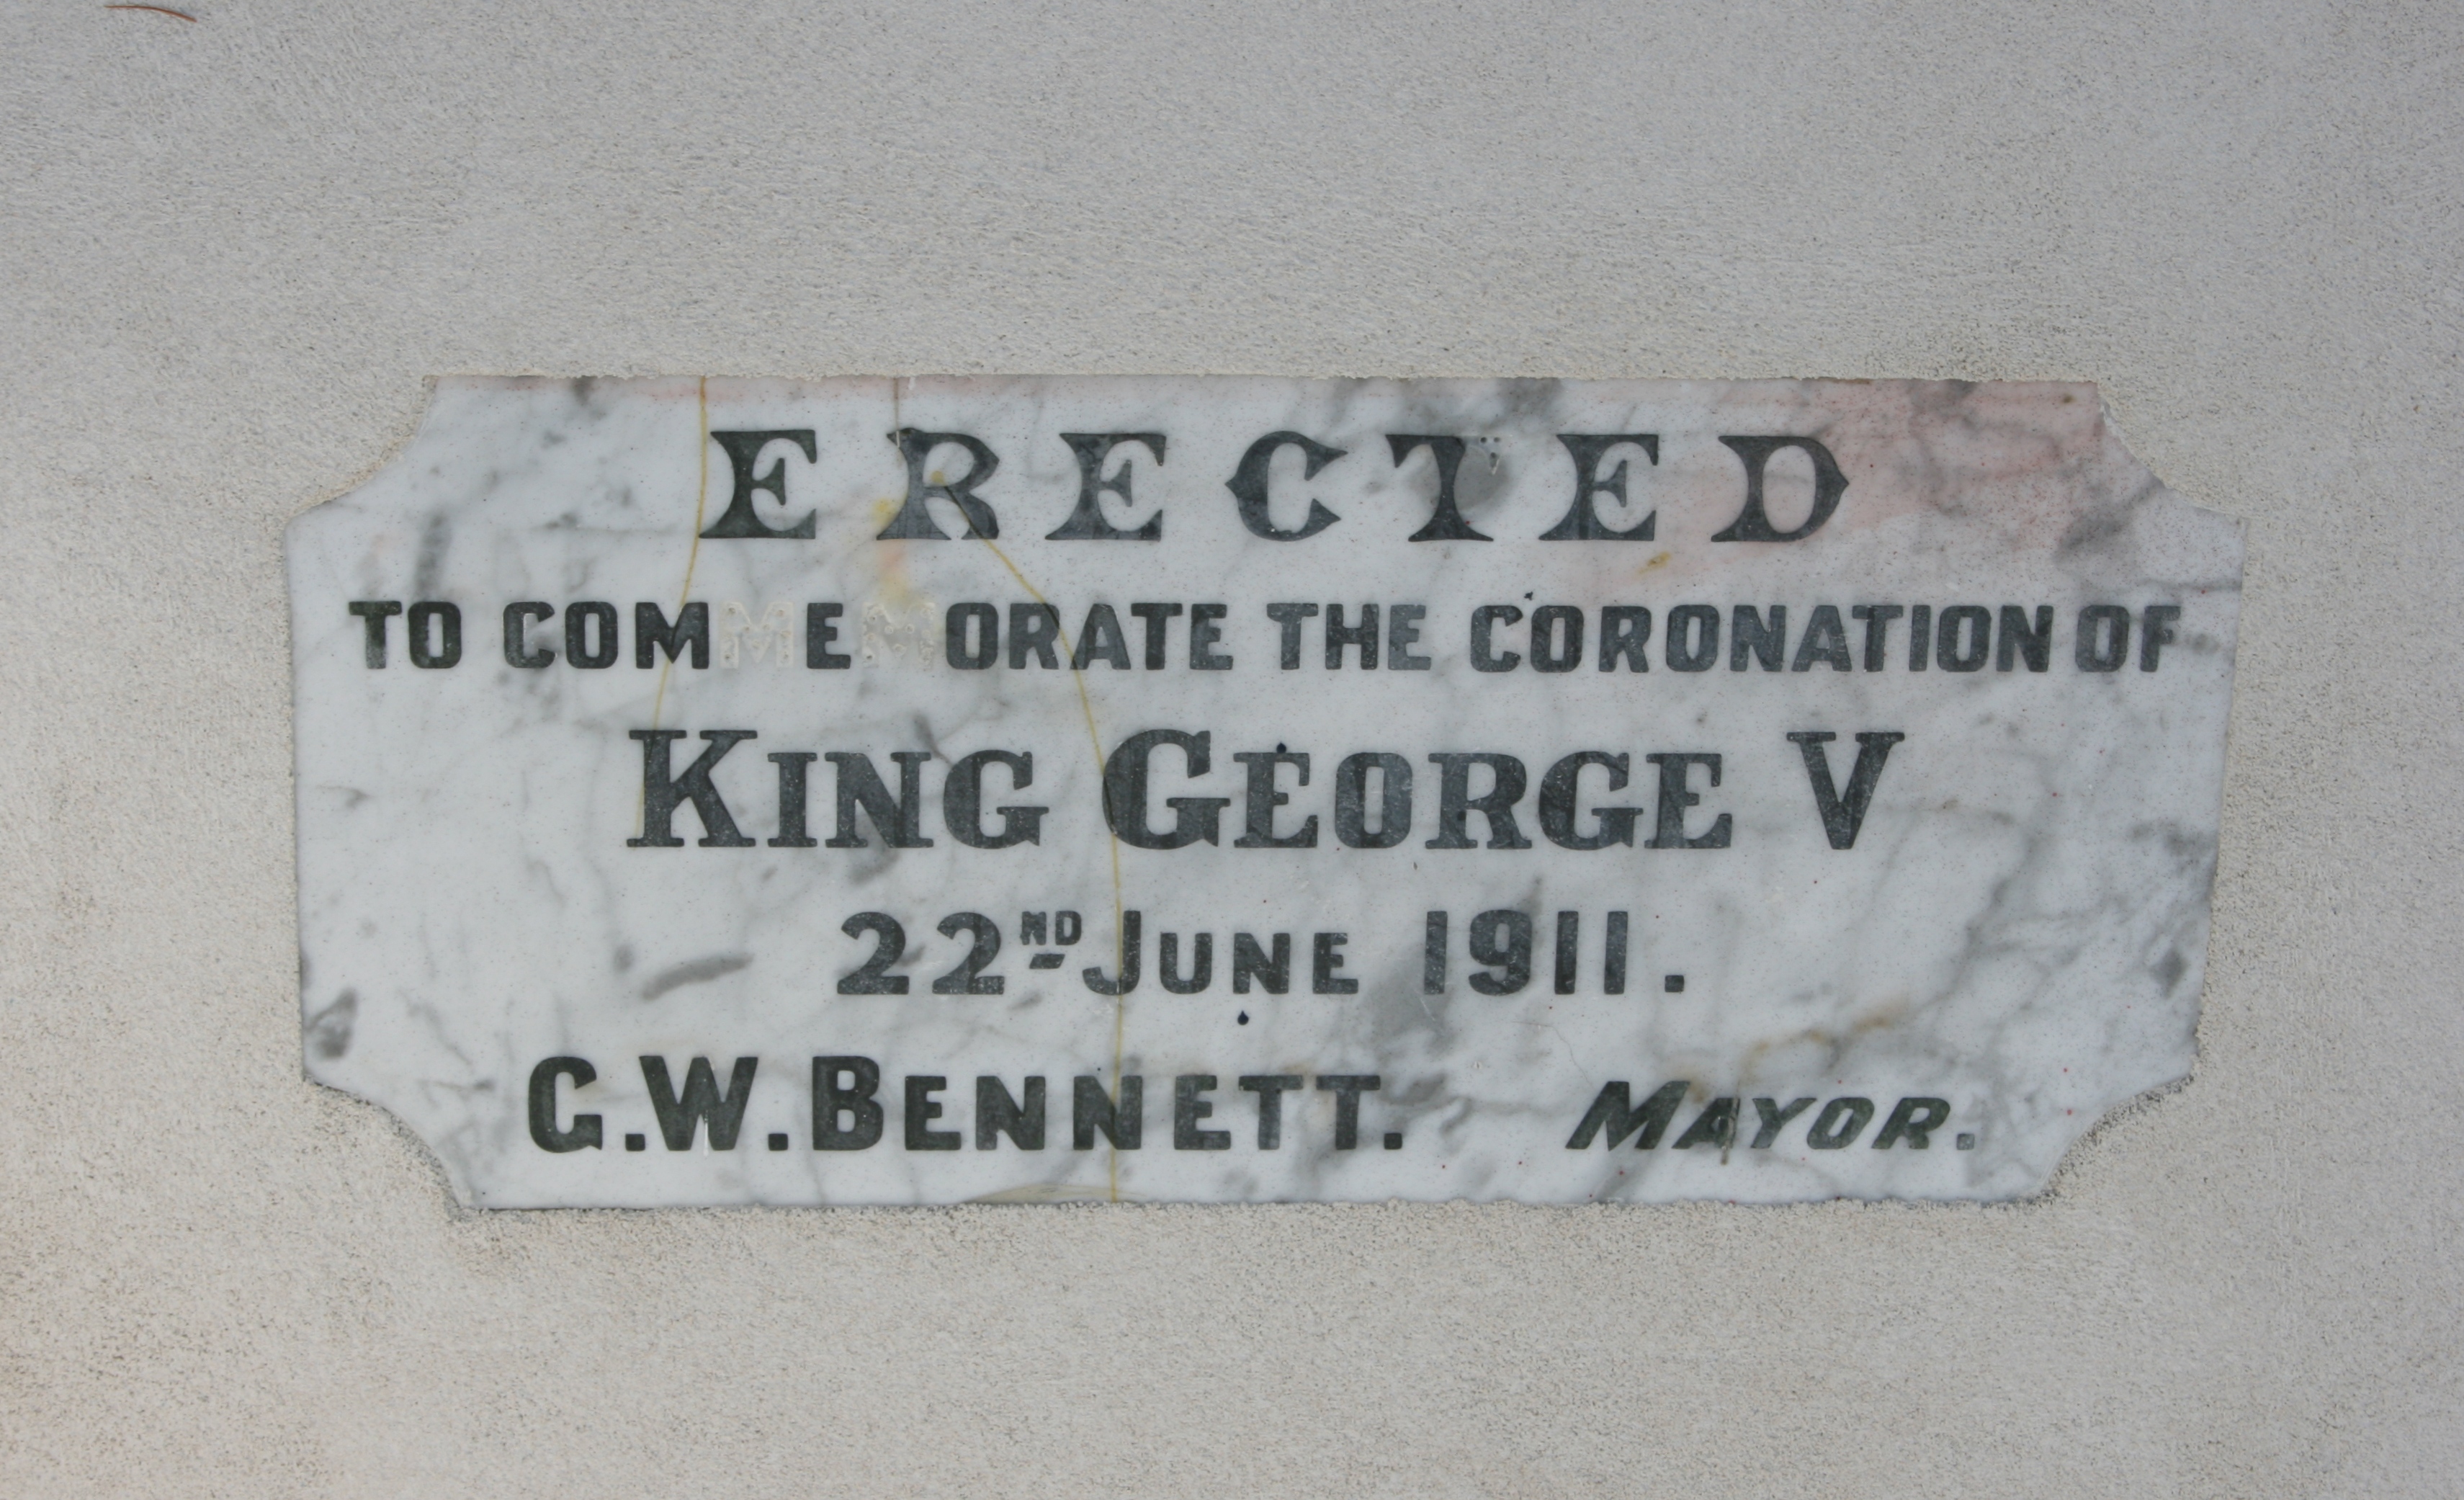 ERECTED
TO COMMEMORATE THE CORONATION OF
KING GEORGE V
22ND JUNE 1911.
G.W.BENNETT. MAYOR.